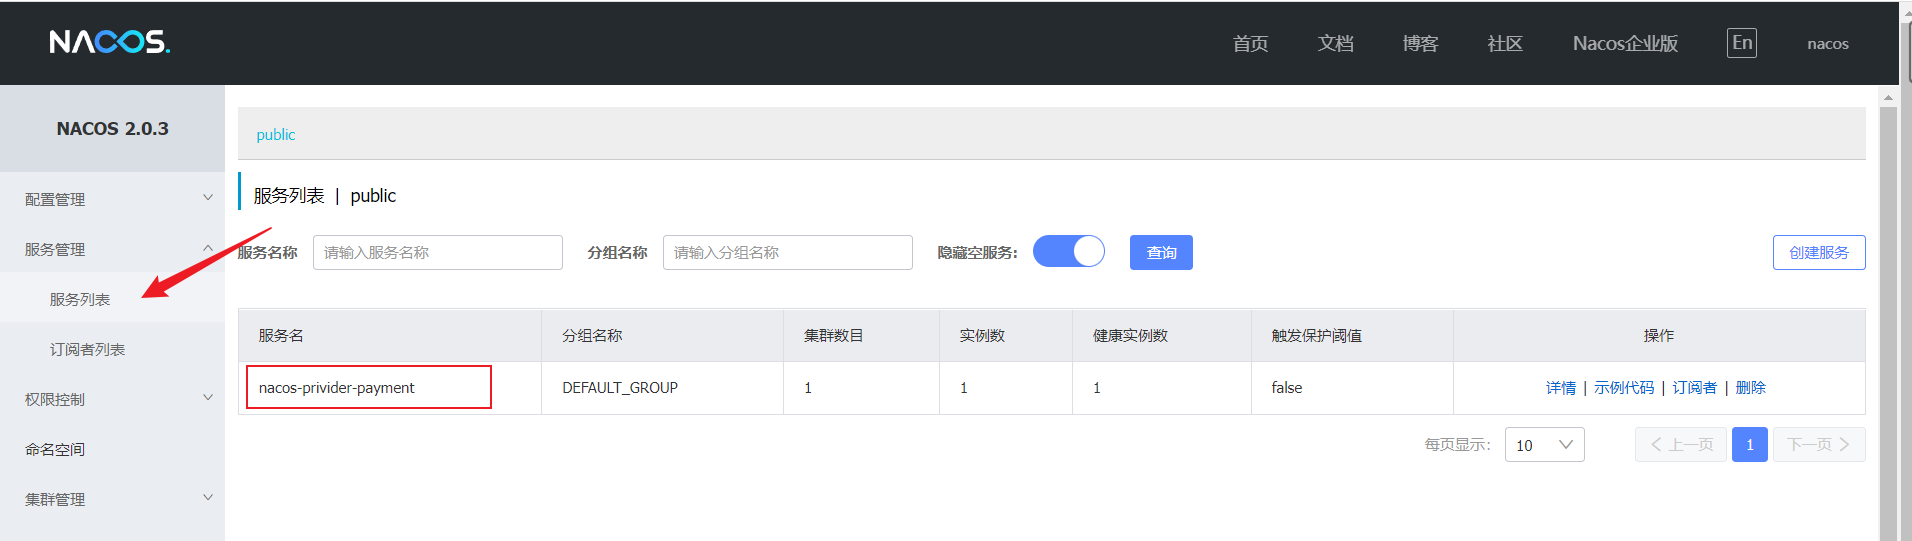 NACOS. 首页 文档 博客 社区 Nacos企业版 En nacos
NACOS 2.0.3
配置管理
服务管理
服务列表
订阅者列表
权限控制
命名空间
集群管理
public
服务列表 | public
服务名称 请输入服务名称 分组名称 请输入分组名称 隐藏空服务: 查询 创建服务
服务名 分组名称 集群数目 实例数 健康实例数 触发保护阈值 操作
nacos-privider-payment DEFAULT_GROUP 1 1 1 false 详情 | 示例代码 | 订阅者 | 删除
每页显示: 10 上一页 1 下一页